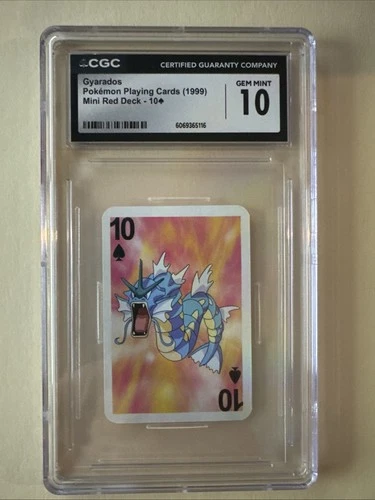 CGC
CERTIFIED GUARANTY COMPANY
Gyarados
Pokémon Playing Cards (1999)
Mini Red Deck - 10♠
GEM MINT
10
6069365116
10
♠
♠
10